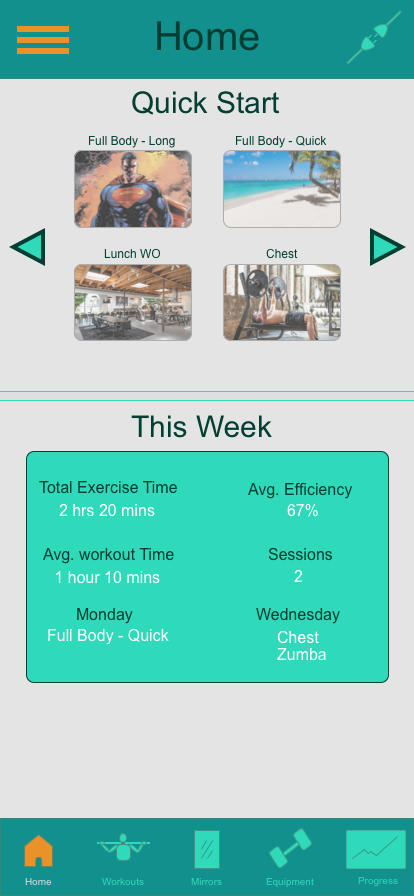 Home
Quick Start
Full Body - Long
Full Body - Quick
Lunch WO
Chest
This Week
Total Exercise Time
2 hrs 20 mins
Avg. Efficiency
67%
Avg. workout Time
1 hour 10 mins
Sessions
2
Monday
Full Body - Quick
Wednesday
Chest
Zumba
Home
Workouts
Mirrors
Equipment
Progress